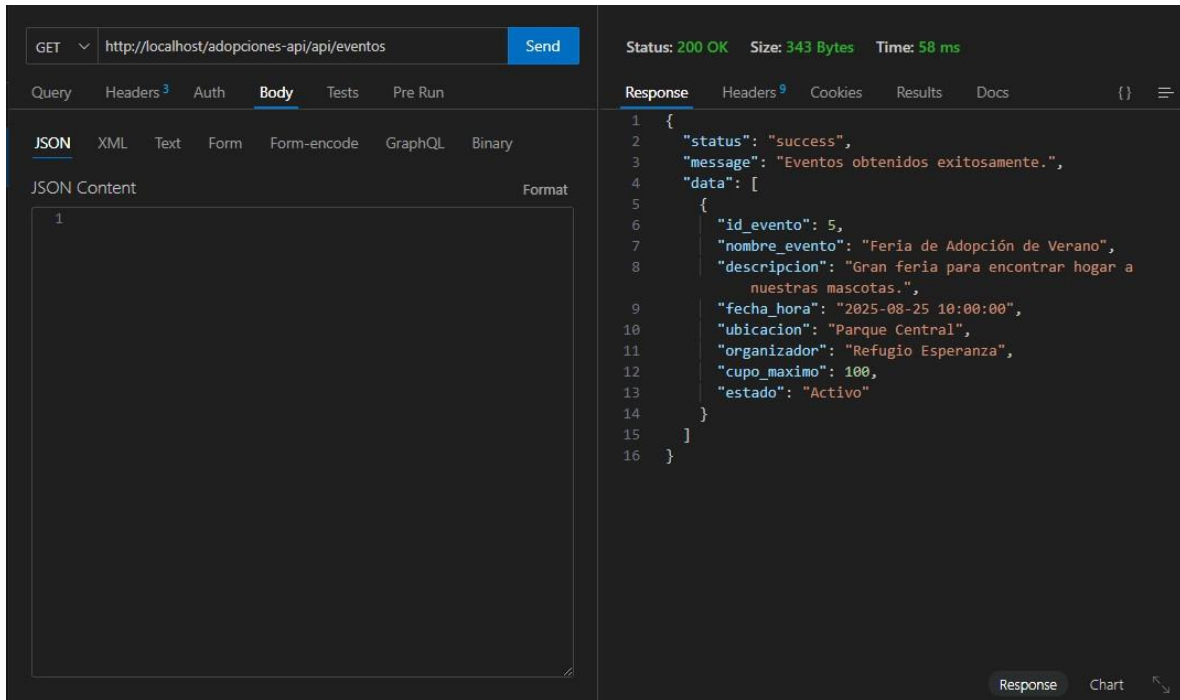 GET http://localhost/adopciones-api/api/eventos Send
Query Headers 3 Auth Body Tests Pre Run
JSON XML Text Form Form-encode GraphQL Binary
JSON Content Format
1
Status: 200 OK Size: 343 Bytes Time: 58 ms
Response Headers 9 Cookies Results Docs {}
1 {
2 "status": "success",
3 "message": "Eventos obtenidos exitosamente.",
4 "data": [
5 {
6 "id_evento": 5,
7 "nombre_evento": "Feria de Adopción de Verano",
8 "descripcion": "Gran feria para encontrar hogar a
nuestras mascotas.",
9 "fecha_hora": "2025-08-25 10:00:00",
10 "ubicacion": "Parque Central",
11 "organizador": "Refugio Esperanza",
12 "cupo_maximo": 100,
13 "estado": "Activo"
14 }
15 ]
16 }
Response Chart